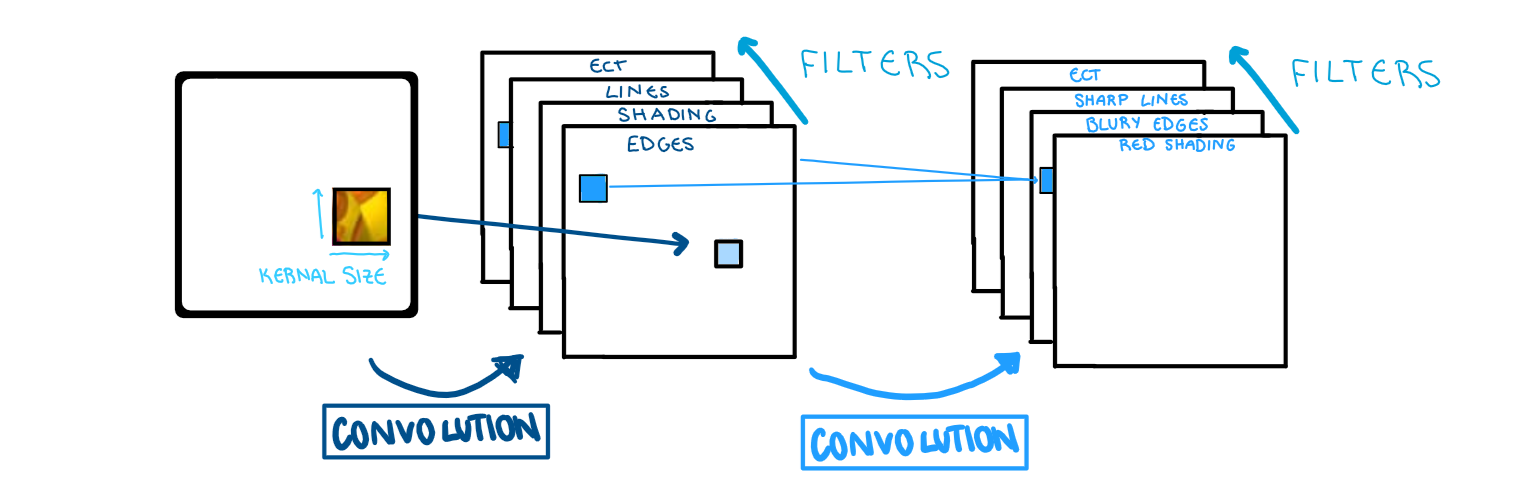 FILTERS
ECT
LINES
SHADING
EDGES
KERNAL SIZE
CONVOLUTION
FILTERS
ECT
SHARP LINES
BLURY EDGES
RED SHADING
CONVOLUTION